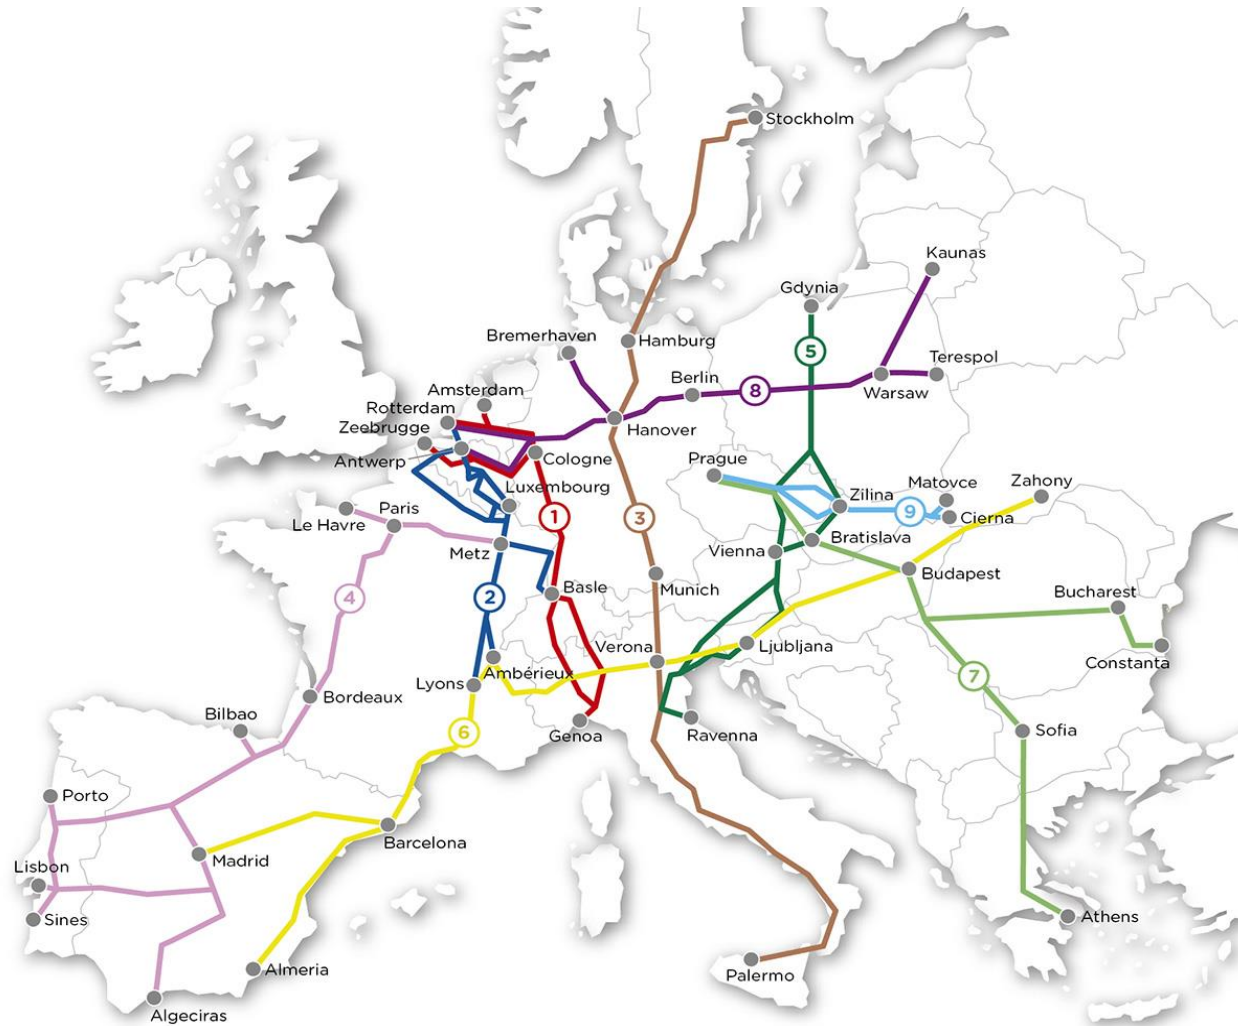 Stockholm
Kaunas
Gdynia
Bremerhaven
Hamburg
5
Terespol
Berlin
8
Warsaw
Amsterdam
Rotterdam
Zeebrugge
Hanover
Antwerp
Cologne
Prague
Zahony
Matovce
Luxembourg
Zilina
Le Havre
Paris
1
3
9
Cierna
Metz
Vienna
Bratislava
Budapest
4
2
Basle
Munich
Bucharest
Verona
Ljubljana
Constanta
Ambérieux
Lyons
7
Bordeaux
Bilbao
6
Genoa
Ravenna
Sofia
Porto
Barcelona
Madrid
Lisbon
Sines
Athens
Almeria
Palermo
Algeciras